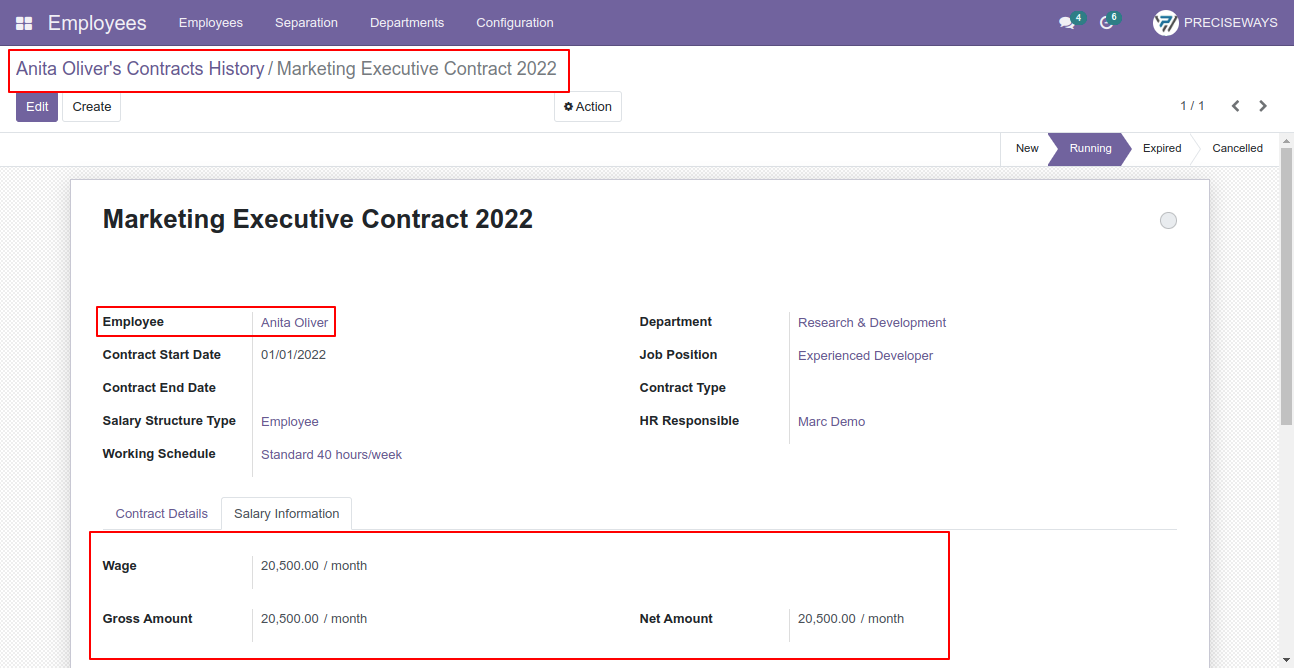 Employees Employees Separation Departments Configuration 4 6 PRECISEWAYS
Anita Oliver's Contracts History / Marketing Executive Contract 2022
Edit Create Action 1 / 1
New Running Expired Cancelled
Marketing Executive Contract 2022
Employee Anita Oliver Department Research & Development
Contract Start Date 01/01/2022 Job Position Experienced Developer
Contract End Date Contract Type
Salary Structure Type Employee HR Responsible Marc Demo
Working Schedule Standard 40 hours/week
Contract Details Salary Information
Wage 20,500.00 / month
Gross Amount 20,500.00 / month Net Amount 20,500.00 / month